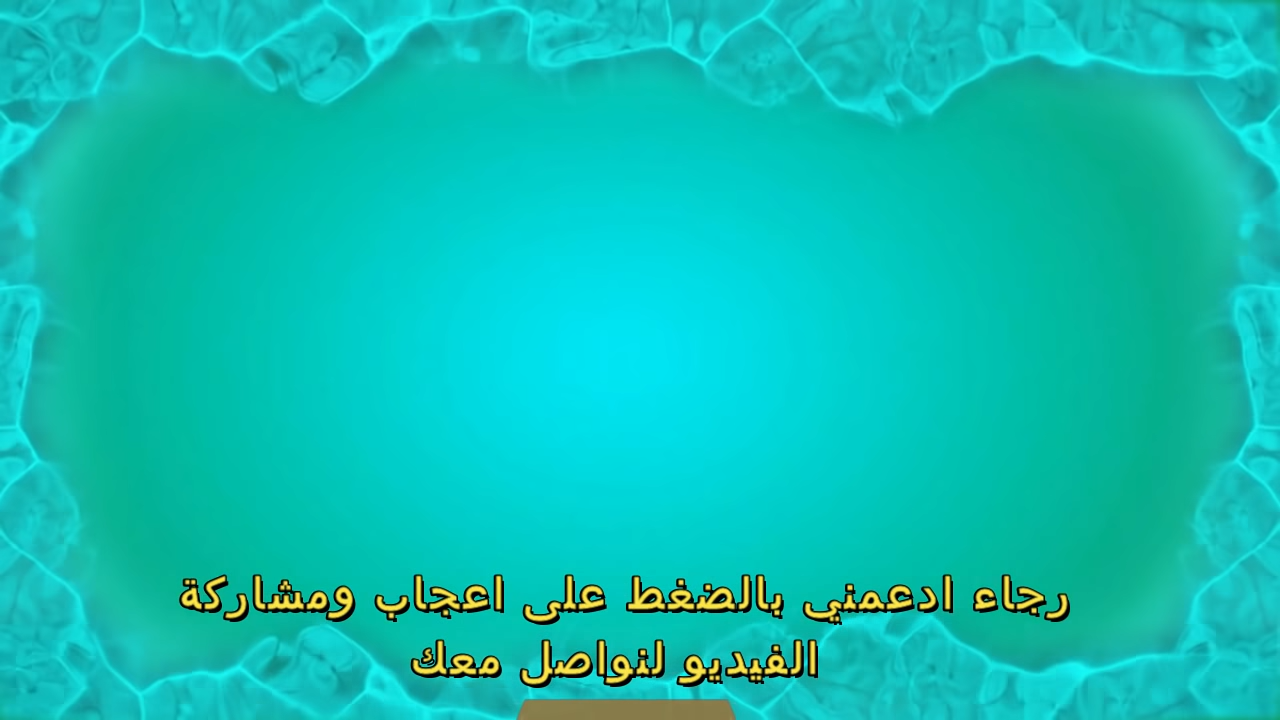 رجاء ادعمني بالضغط على اعجاب ومشاركة
الفيديو لنواصل معك